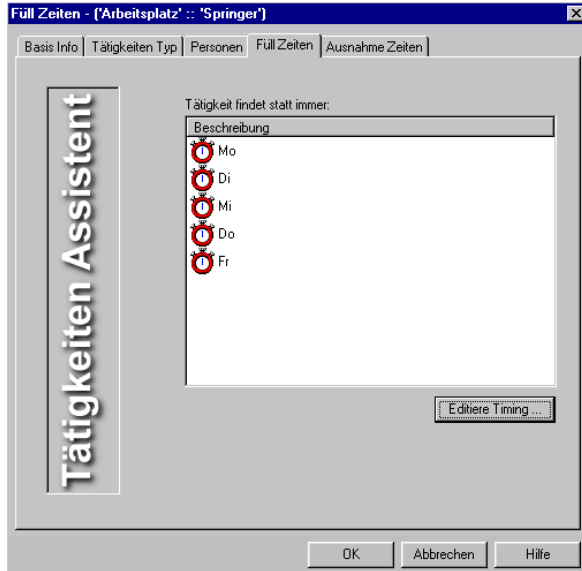 Füll Zeiten - ('Arbeitsplatz' :: 'Springer')
Basis Info Tätigkeiten Typ Personen Füll Zeiten Ausnahme Zeiten
Tätigkeiten Assistent
Tätigkeit findet statt immer:
Beschreibung
Mo
Di
Mi
Do
Fr
Editiere Timing ...
OK Abbrechen Hilfe